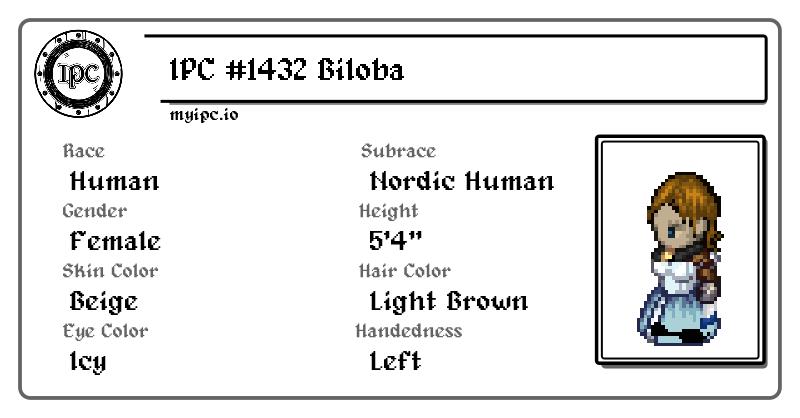 IPC
IPC #1432 Biloba
myipc.io
Race
Human
Subrace
Nordic Human
Gender
Female
Height
5'4"
Skin Color
Beige
Hair Color
Light Brown
Eye Color
Icy
Handedness
Left